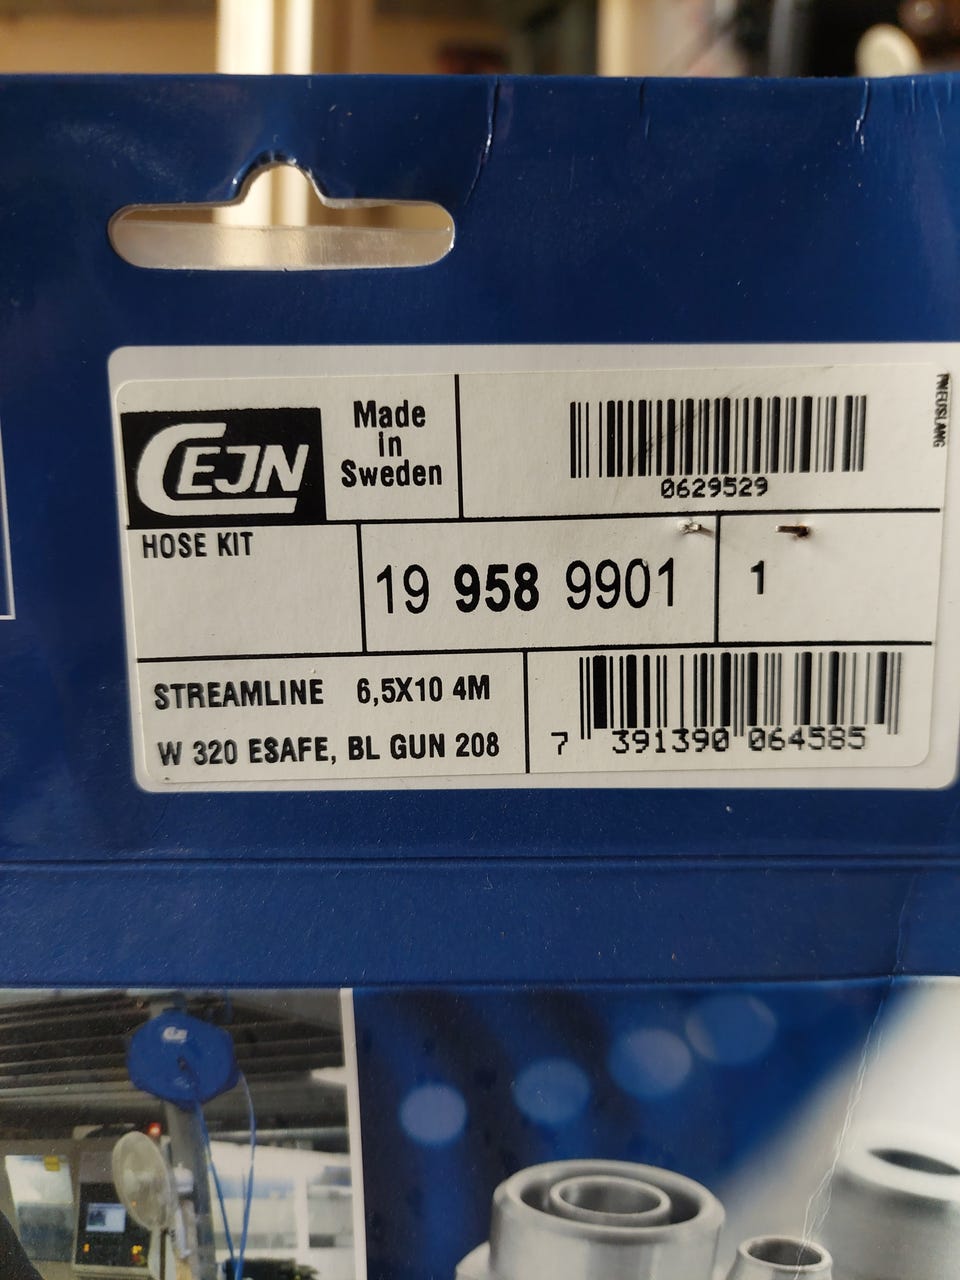 CEJN
Made
in
Sweden
0629529
PNEUSLANG
HOSE KIT
19 958 9901
1
STREAMLINE 6,5X10 4M
W 320 ESAFE, BL GUN 208
7 391390 064585